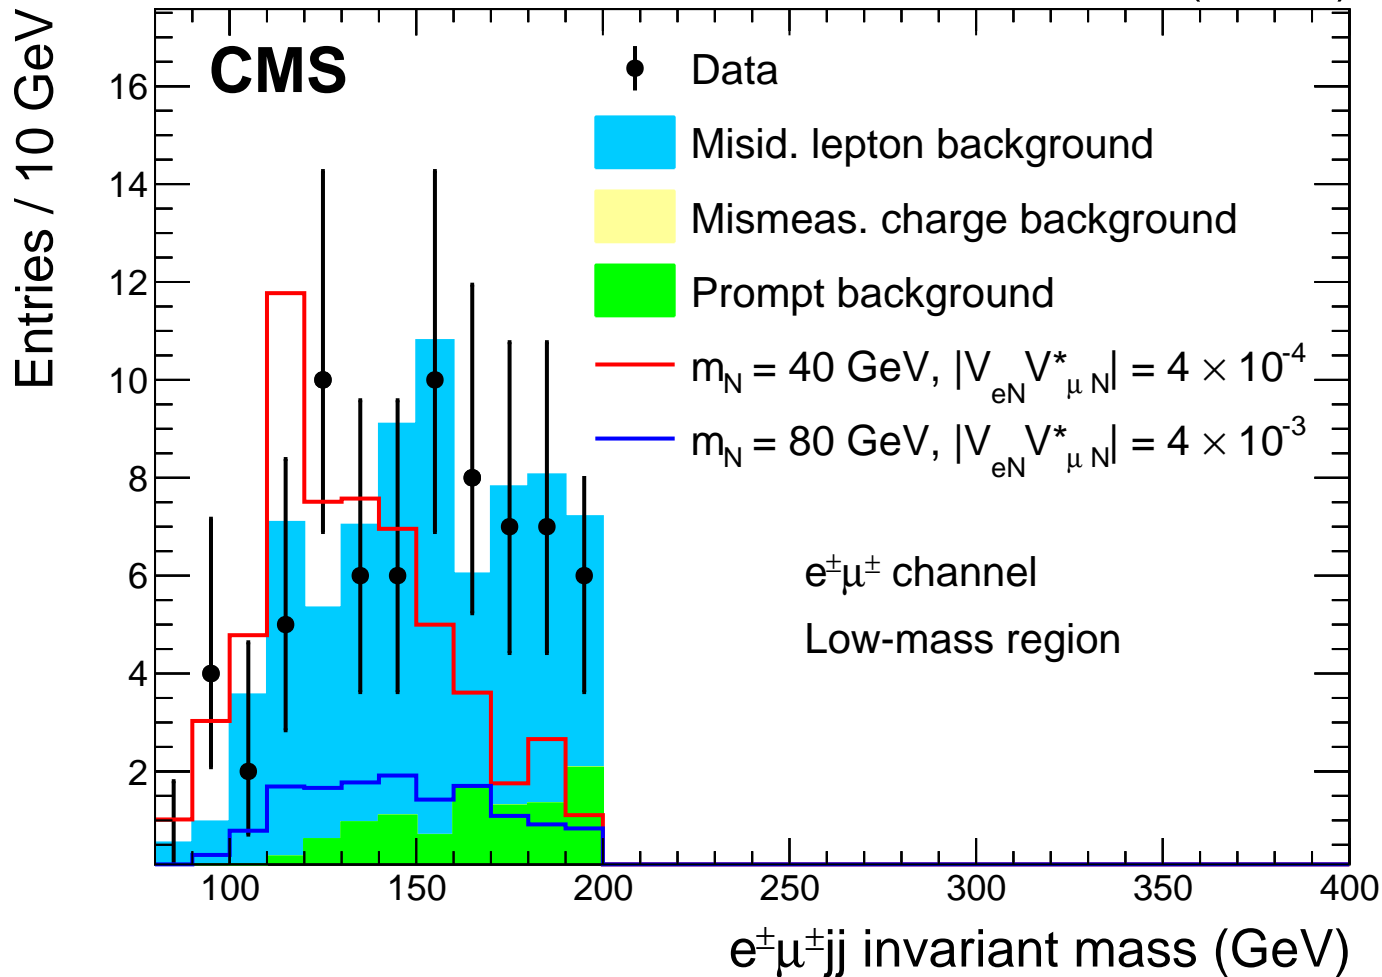 Entries / 10 GeV
CMS
Data
Misid. lepton background
Mismeas. charge background
Prompt background
m_N = 40 GeV, |V_eN V*_μN| = 4 × 10^-4
m_N = 80 GeV, |V_eN V*_μN| = 4 × 10^-3
e±μ± channel
Low-mass region
16
14
12
10
8
6
4
2
100 150 200 250 300 350 400
e±μ±jj invariant mass (GeV)